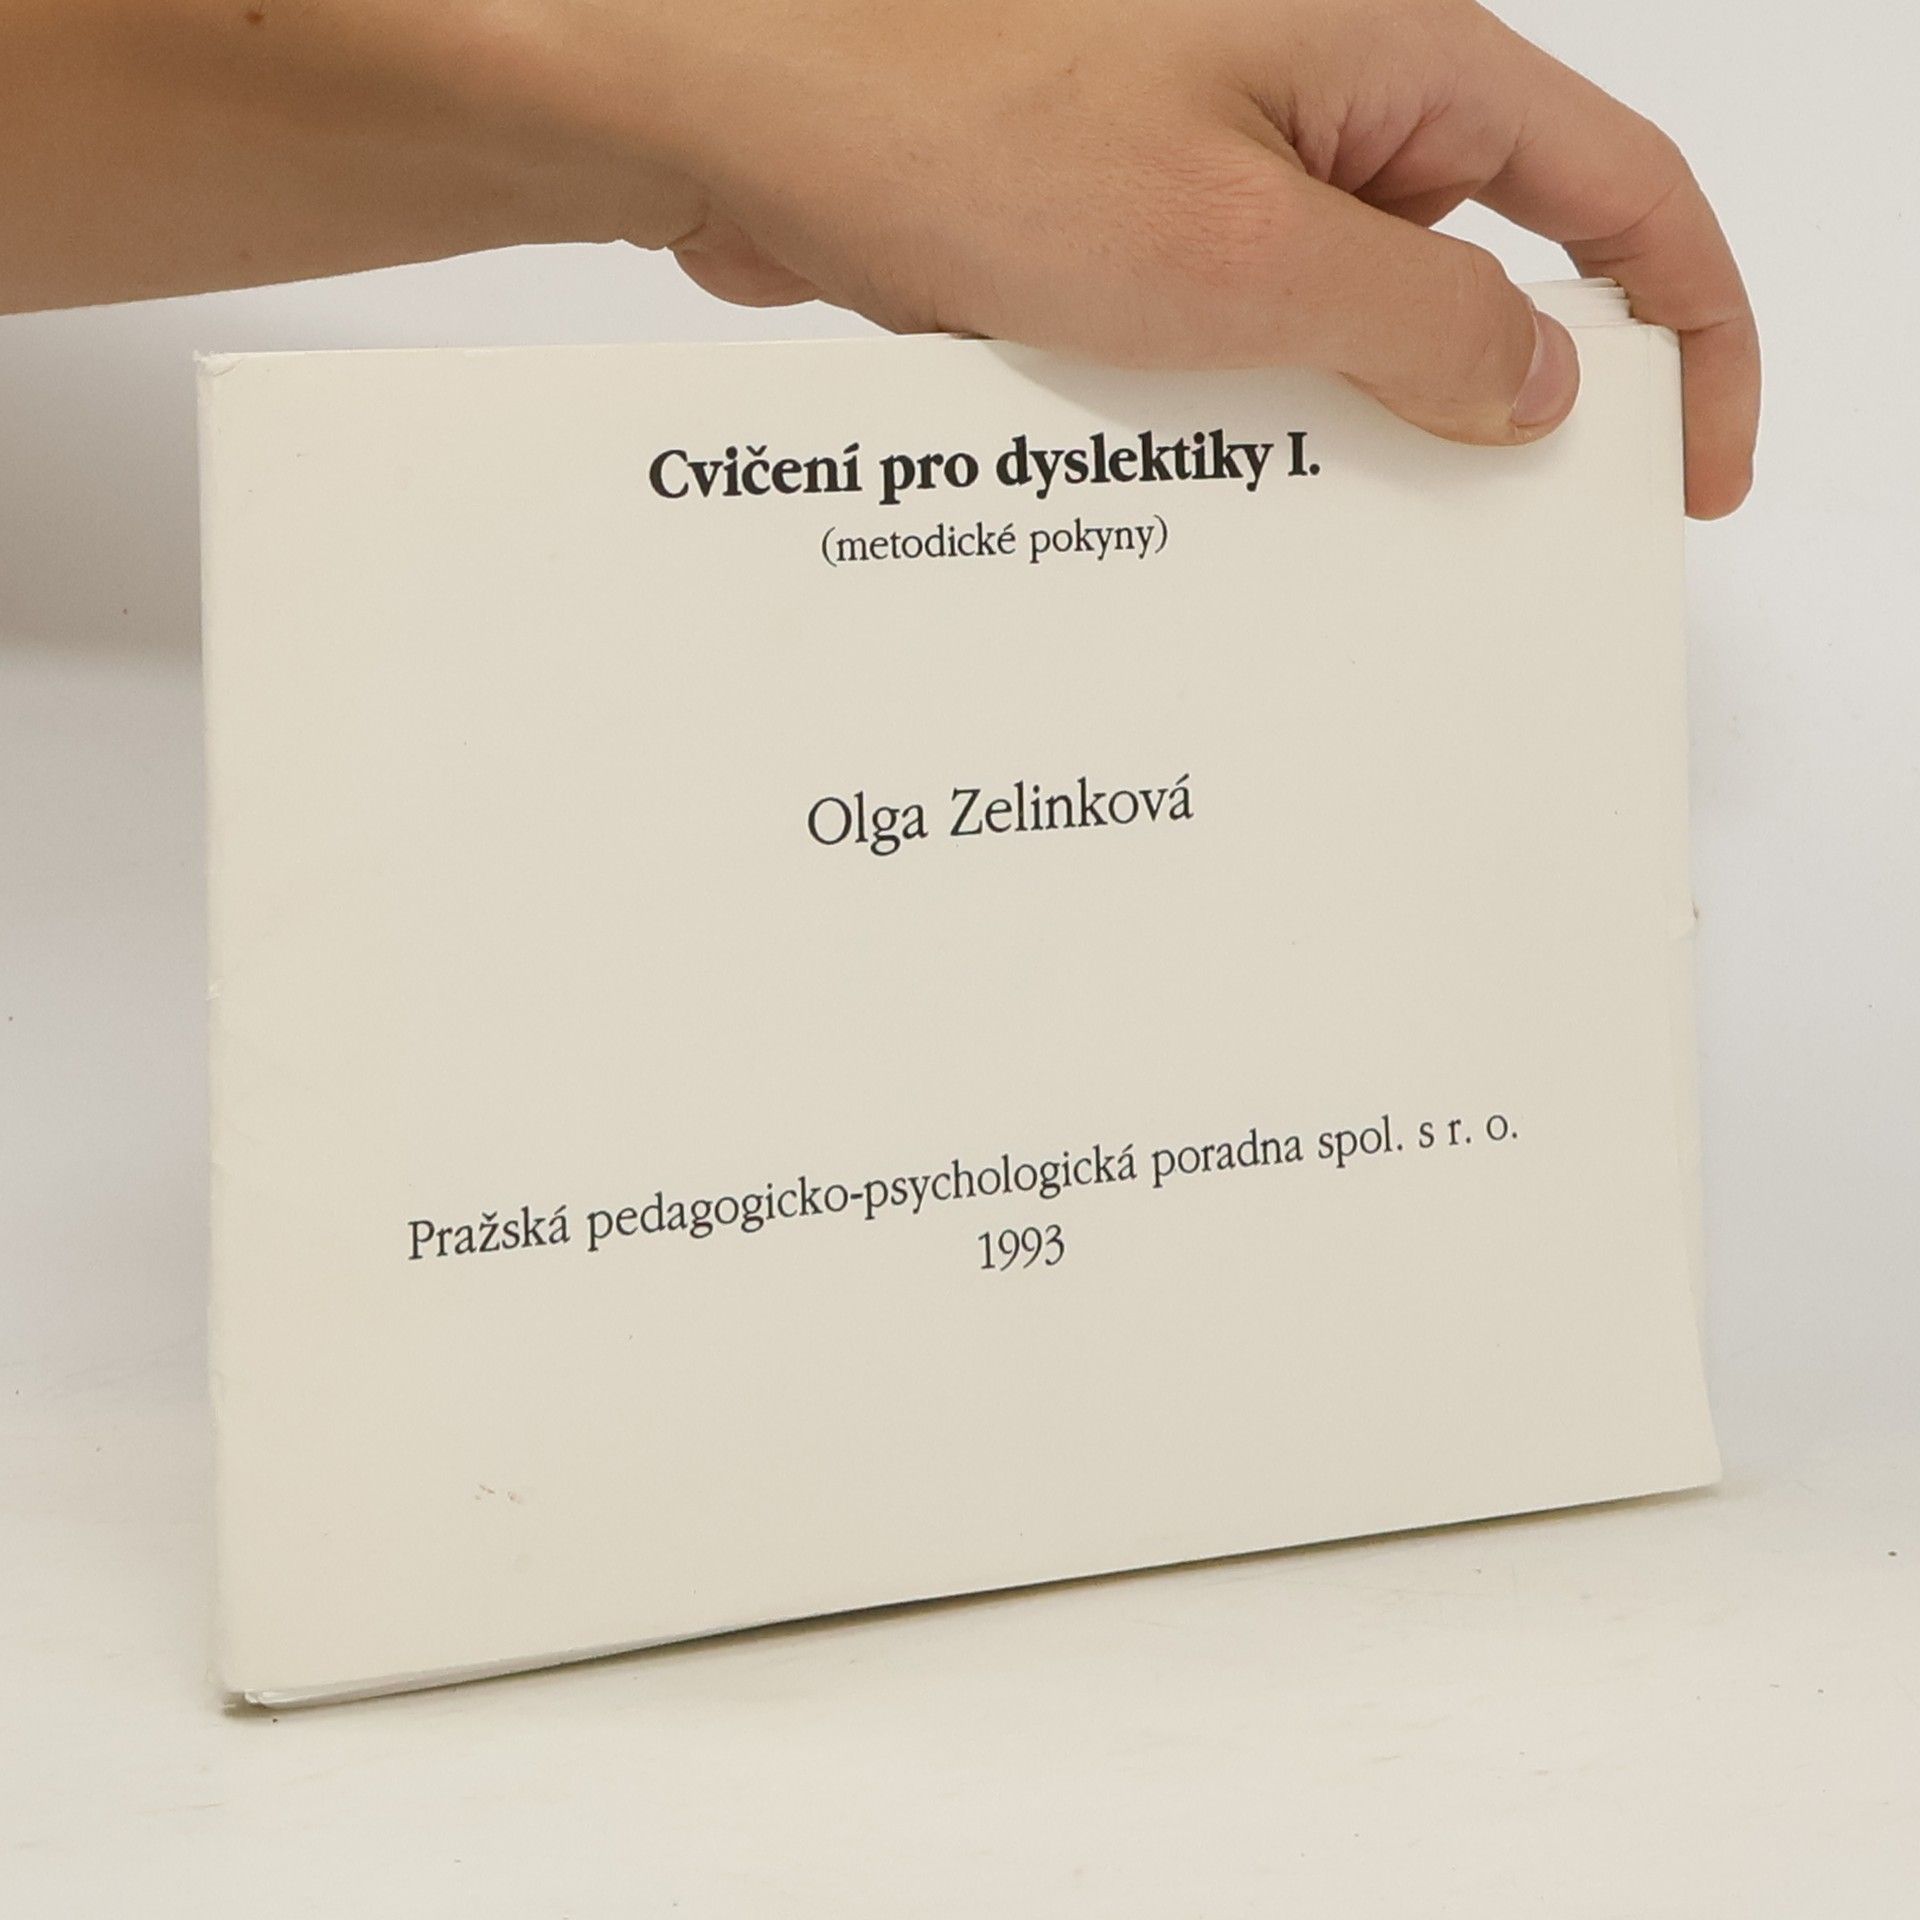 Cvičení pro dyslektiky I.
(metodické pokyny)
Olga Zelinková
Pražská pedagogicko-psychologická poradna spol. s r. o.
1993